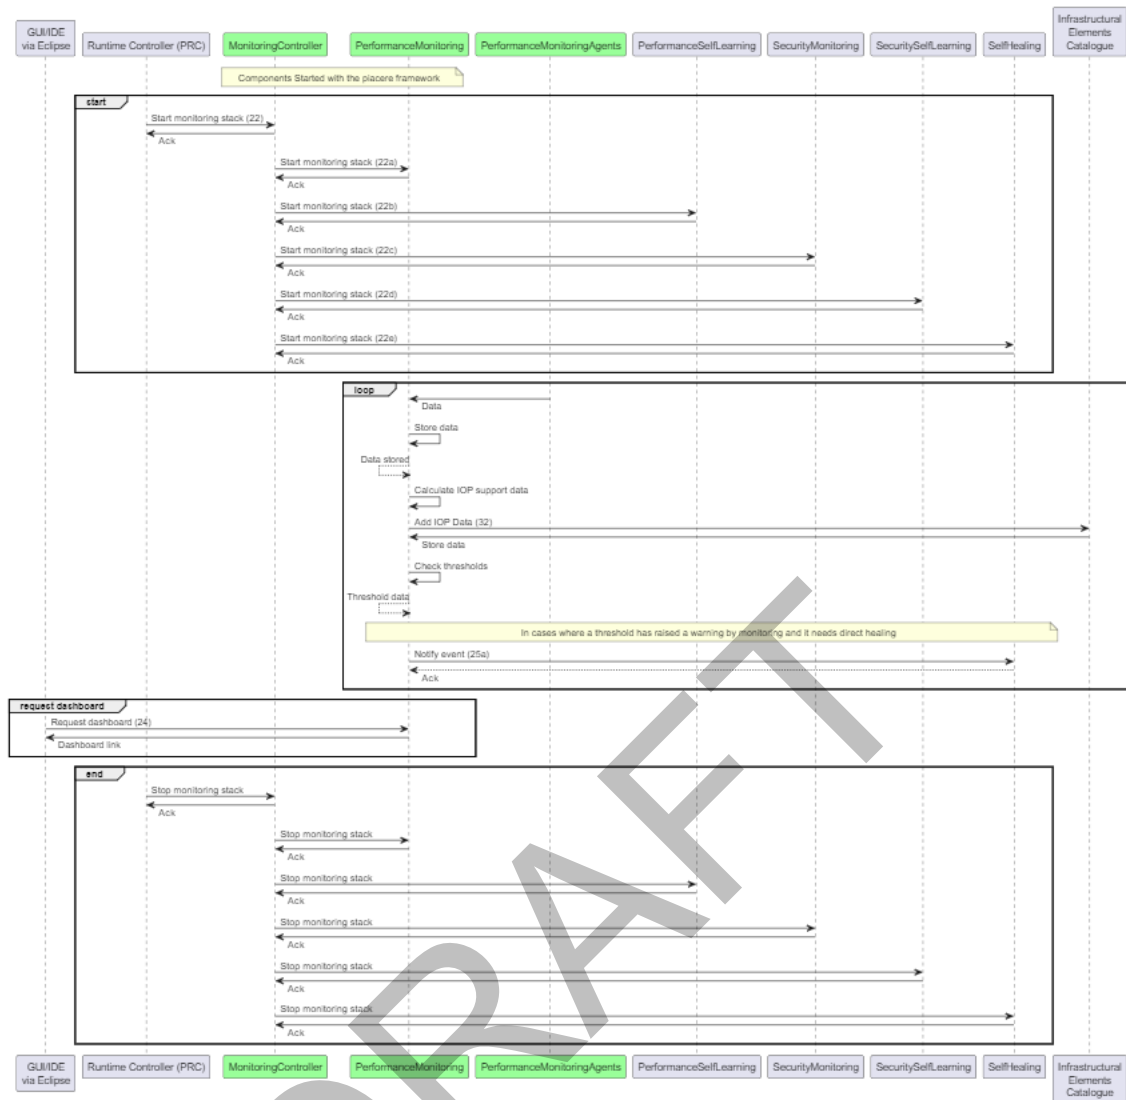 GUI/IDE
via Eclipse
Runtime Controller (PRC)
MonitoringController
PerformanceMonitoring
PerformanceMonitoringAgents
PerformanceSelfLearning
SecurityMonitoring
SecuritySelfLearning
SelfHealing
Infrastructural
Elements
Catalogue
Components Started with the piacere framework
start
Start monitoring stack (22)
Ack
Start monitoring stack (22a)
Ack
Start monitoring stack (22b)
Ack
Start monitoring stack (22c)
Ack
Start monitoring stack (22d)
Ack
Start monitoring stack (22e)
Ack
loop
Data
Store data
Data stored
Calculate IOP support data
Add IOP Data (32)
Store data
Check thresholds
Threshold data
In cases where a threshold has raised a warning by monitoring and it needs direct healing
Notify event (25a)
Ack
request dashboard
Request dashboard (24)
Dashboard link
end
Stop monitoring stack
Ack
Stop monitoring stack
Ack
Stop monitoring stack
Ack
Stop monitoring stack
Ack
Stop monitoring stack
Ack
Stop monitoring stack
Ack
GUI/IDE
via Eclipse
Runtime Controller (PRC)
MonitoringController
PerformanceMonitoring
PerformanceMonitoringAgents
PerformanceSelfLearning
SecurityMonitoring
SecuritySelfLearning
SelfHealing
Infrastructural
Elements
Catalogue
DRAFT